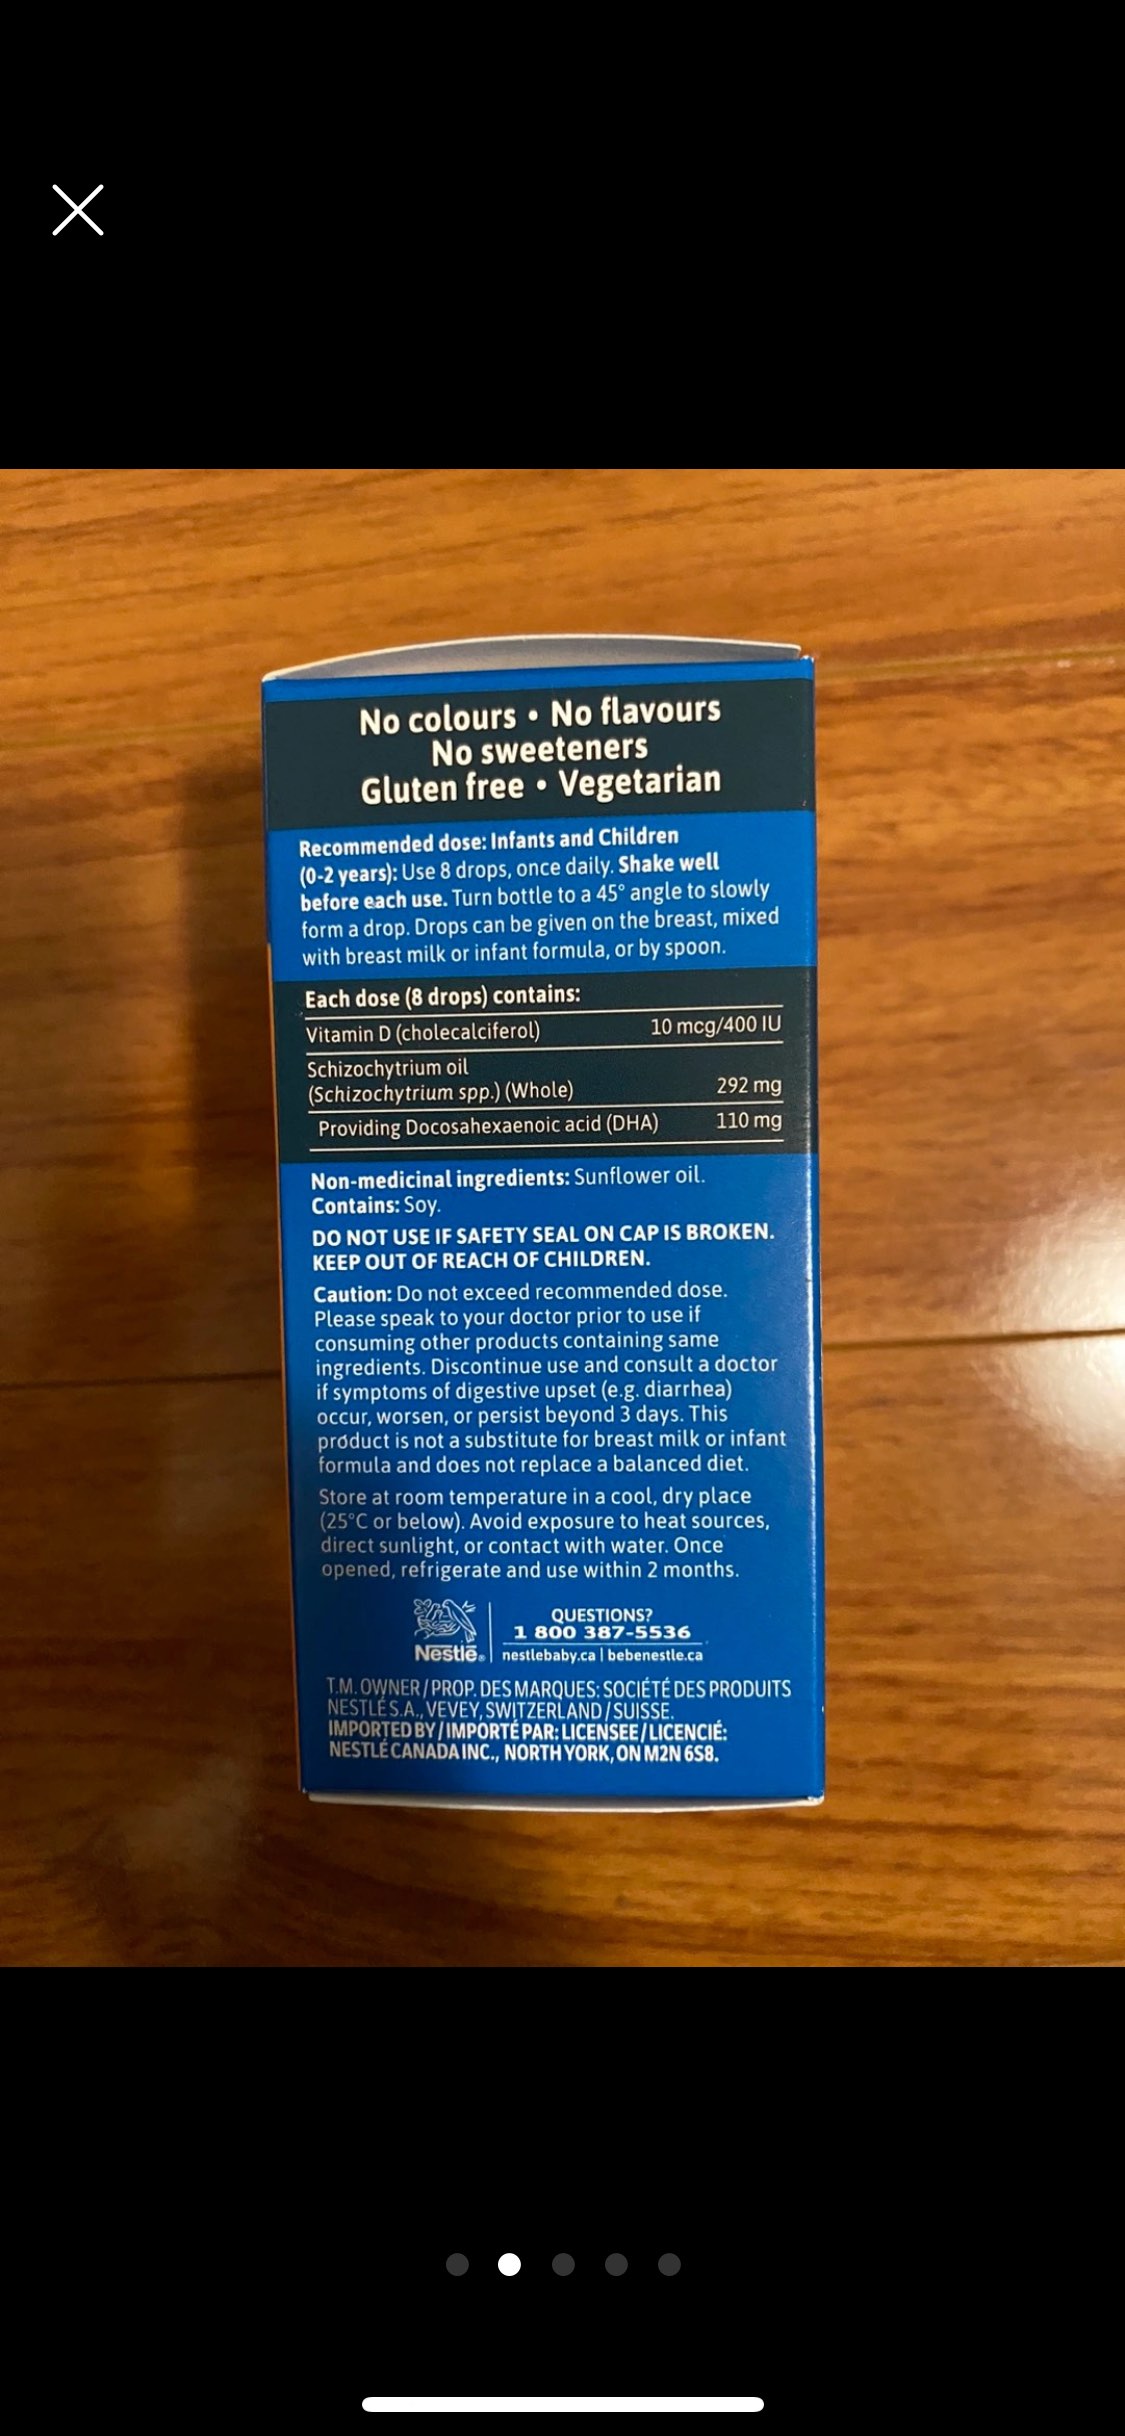 No colours • No flavours
No sweeteners
Gluten free • Vegetarian
Recommended dose: Infants and Children
(0-2 years): Use 8 drops, once daily. Shake well
before each use. Turn bottle to a 45° angle to slowly
form a drop. Drops can be given on the breast, mixed
with breast milk or infant formula, or by spoon.
Each dose (8 drops) contains:
Vitamin D (cholecalciferol) 10 mcg/400 IU
Schizochytrium oil
(Schizochytrium spp.) (Whole) 292 mg
Providing Docosahexaenoic acid (DHA) 110 mg
Non-medicinal ingredients: Sunflower oil.
Contains: Soy.
DO NOT USE IF SAFETY SEAL ON CAP IS BROKEN.
KEEP OUT OF REACH OF CHILDREN.
Caution: Do not exceed recommended dose.
Please speak to your doctor prior to use if
consuming other products containing same
ingredients. Discontinue use and consult a doctor
if symptoms of digestive upset (e.g. diarrhea)
occur, worsen, or persist beyond 3 days. This
product is not a substitute for breast milk or infant
formula and does not replace a balanced diet.
Store at room temperature in a cool, dry place
(25°C or below). Avoid exposure to heat sources,
direct sunlight, or contact with water. Once
opened, refrigerate and use within 2 months.
Nestlé®
QUESTIONS?
1 800 387-5536
nestlebaby.ca | bebenestle.ca
T.M. OWNER / PROP. DES MARQUES: SOCIÉTÉ DES PRODUITS
NESTLÉ S.A., VEVEY, SWITZERLAND / SUISSE.
IMPORTED BY / IMPORTÉ PAR: LICENSEE / LICENCIÉ:
NESTLÉ CANADA INC., NORTH YORK, ON M2N 6S8.